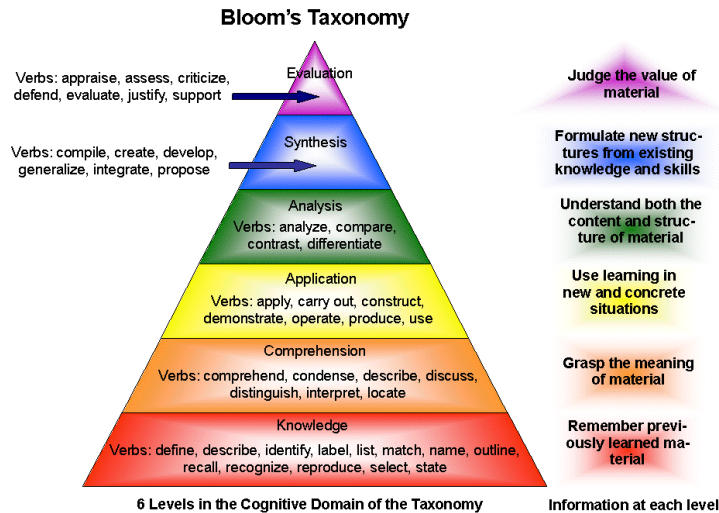 Bloom's Taxonomy
Evaluation
Verbs: appraise, assess, criticize,
defend, evaluate, justify, support
Judge the value of
material
Synthesis
Verbs: compile, create, develop,
generalize, integrate, propose
Formulate new struc-
tures from existing
knowledge and skills
Analysis
Verbs: analyze, compare,
contrast, differentiate
Understand both the
content and struc-
ture of material
Application
Verbs: apply, carry out, construct,
demonstrate, operate, produce, use
Use learning in
new and concrete
situations
Comprehension
Verbs: comprehend, condense, describe, discuss,
distinguish, interpret, locate
Grasp the meaning
of material
Knowledge
Verbs: define, describe, identify, label, list, match, name, outline,
recall, recognize, reproduce, select, state
Remember previ-
ously learned ma-
terial
6 Levels in the Cognitive Domain of the Taxonomy
Information at each level